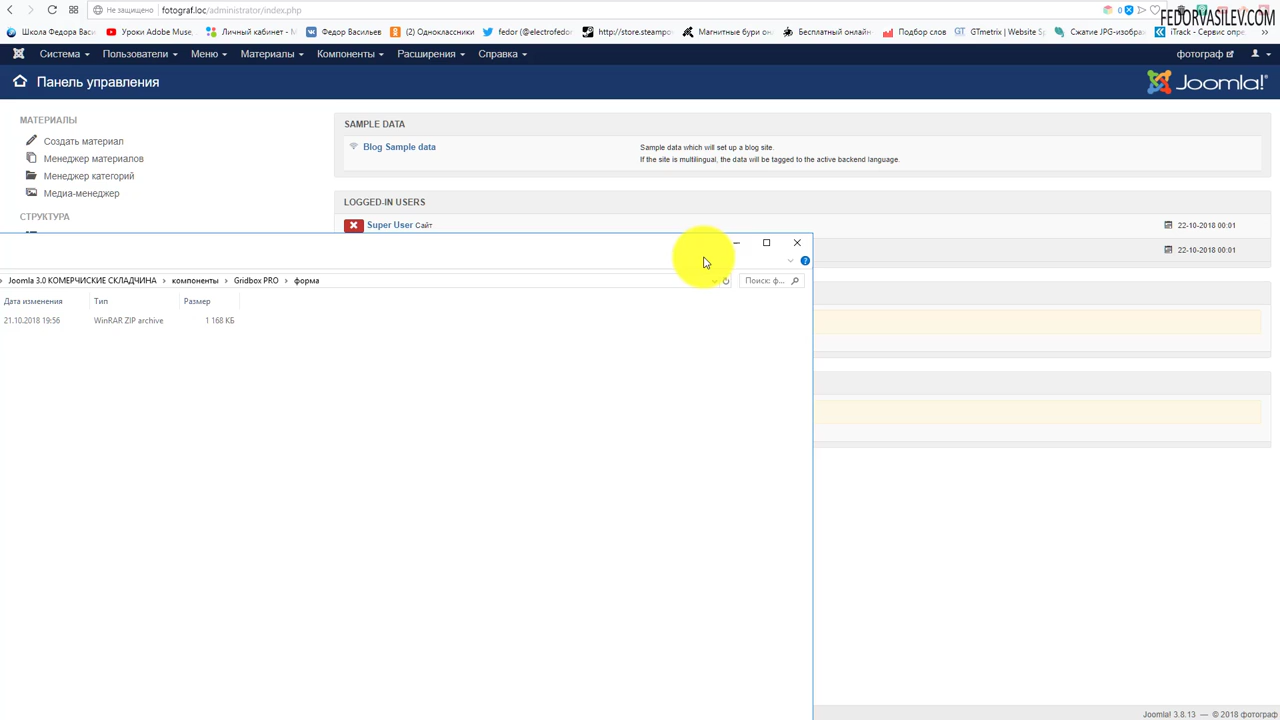 Не защищено fotograf.loc/administrator/index.php 0
FEDORVASILEV.COM
Школа Федора Васи Уроки Adobe Muse, Личный кабинет - Федор Васильев (2) Одноклассники fedor (@electrofedor http://store.steampo Магнитные бури он Бесплатный онлайн Подбор слов GT GTmetrix | Website S Сжатие JPG-изобра iTrack - Сервис опре
Система Пользователи Меню Материалы Компоненты Расширения Справка фотограф
Панель управления Joomla!®
МАТЕРИАЛЫ
Создать материал
Менеджер материалов
Менеджер категорий
Медиа-менеджер
СТРУКТУРА
SAMPLE DATA
Blog Sample data
Sample data which will set up a blog site.
If the site is multilingual, the data will be tagged to the active backend language.
LOGGED-IN USERS
Super User Сайт 22-10-2018 00:01
22-10-2018 00:01
Joomla 3.0 КОМЕРЧИСКИЕ СКЛАДЧИНА компоненты Gridbox PRO форма Поиск: ф...
Дата изменения Тип Размер
21.10.2018 19:56 WinRAR ZIP archive 1 168 КБ
Joomla! 3.8.13 — © 2018 фотограф